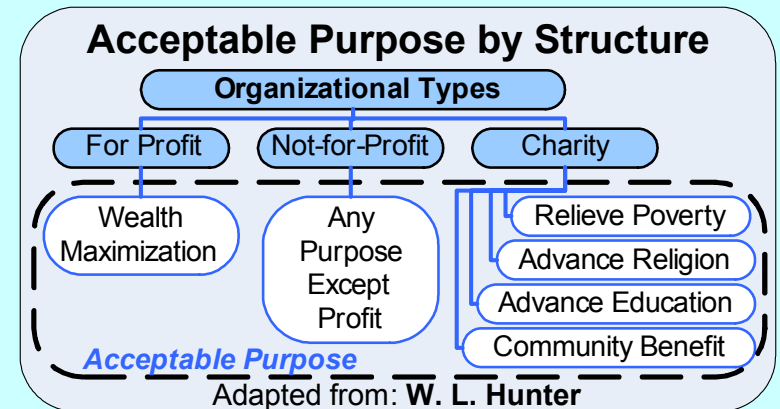 Acceptable Purpose by Structure
Organizational Types
For Profit
Not-for-Profit
Charity
Wealth
Maximization
Any
Purpose
Except
Profit
Relieve Poverty
Advance Religion
Advance Education
Community Benefit
Acceptable Purpose
Adapted from: W. L. Hunter